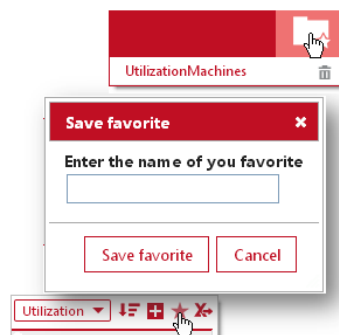 UtilizationMachines
Save favorite
Enter the name of you favorite
Save favorite Cancel
Utilization